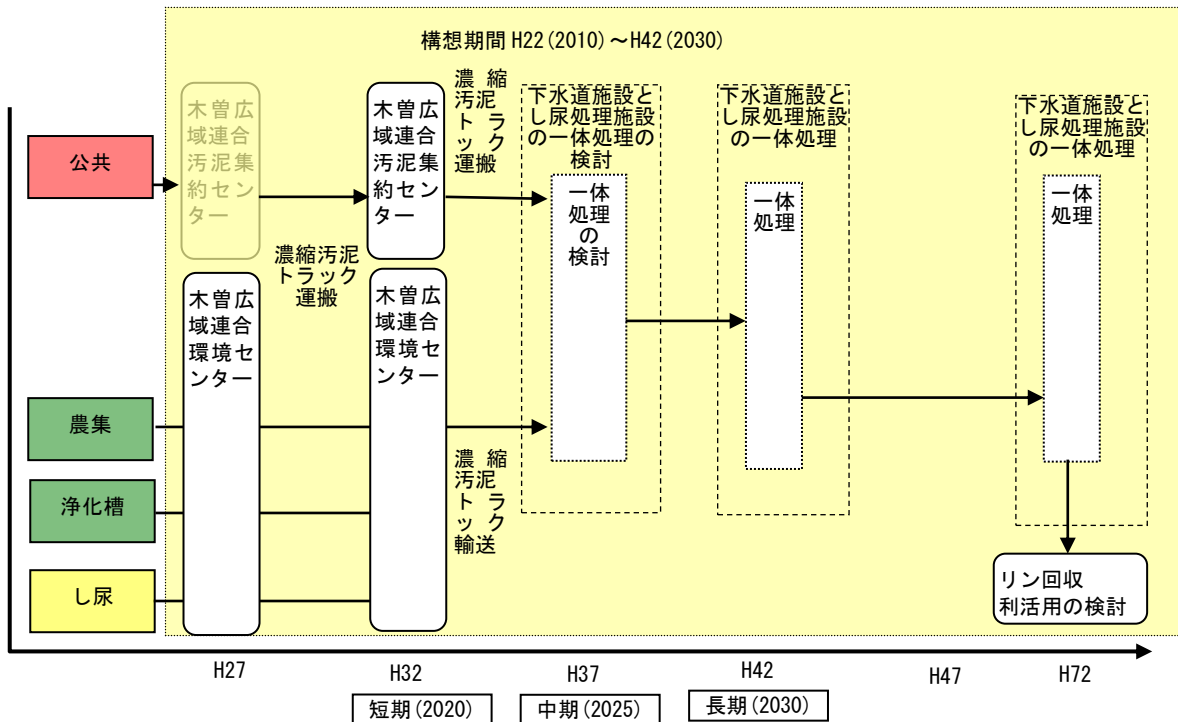 構想期間 H22(2010)～H42(2030)
公共
農集
浄化槽
し尿
木曽広
域連合
汚泥集
約セン
ター
木曽広
域連合
環境セ
ンター
濃縮汚泥
トラック
運搬
木曽広
域連合
汚泥集
約セン
ター
木曽広
域連合
環境セ
ンター
濃縮
汚泥
トラ
ック
運搬
濃縮
汚泥
トラ
ック
輸送
下水道施設と
し尿処理施設
の一体処理の
検討
一体
処理
の
検討
下水道施設と
し尿処理施設
の一体処理
一体
処理
下水道施設と
し尿処理施設
の一体処理
一体
処理
リン回収
利活用の検討
H27
H32
H37
H42
H47
H72
短期(2020)
中期(2025)
長期(2030)